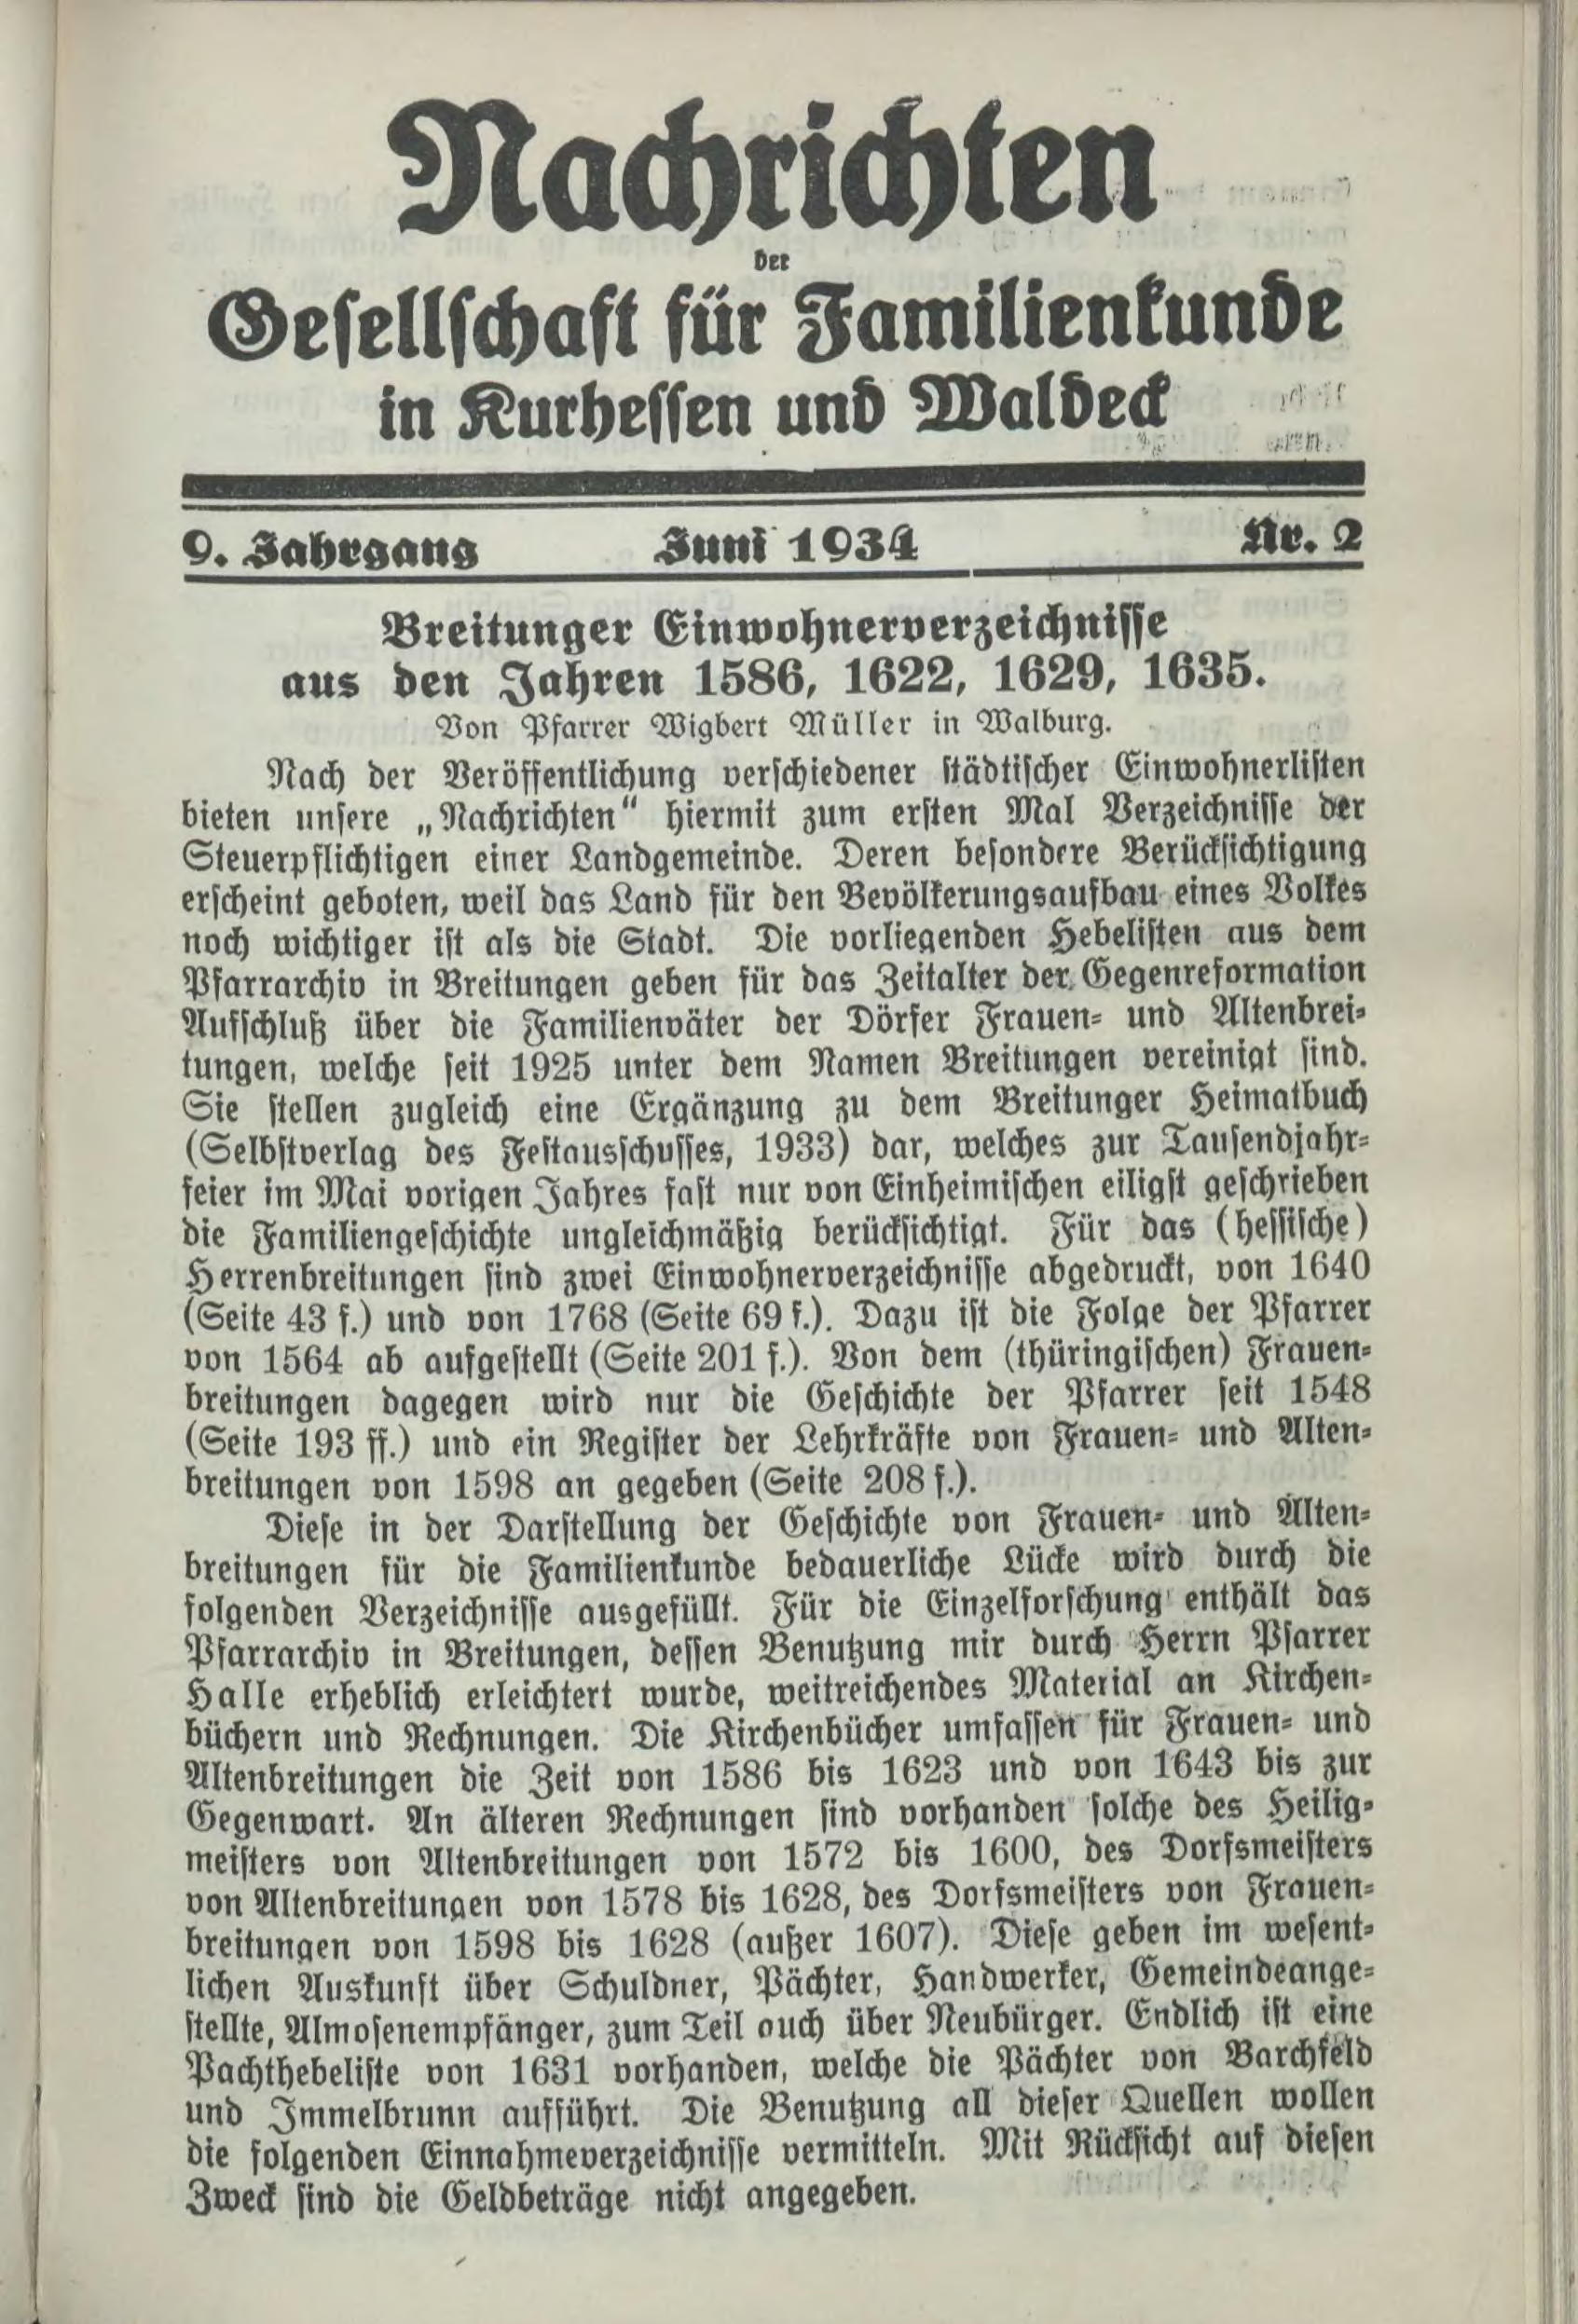 Nachrichten
der
Gesellschaft für Familienkunde
in Kurhessen und Waldeck
9. Jahrgang Juni 1934 Nr. 2
Breitunger Einwohnerverzeichnisse
aus den Jahren 1586, 1622, 1629, 1635.
Von Pfarrer Wigbert Müller in Walburg.
Nach der Veröffentlichung verschiedener städtischer Einwohnerlisten
bieten unsere „Nachrichten“ hiermit zum ersten Mal Verzeichnisse der
Steuerpflichtigen einer Landgemeinde. Deren besondere Berücksichtigung
erscheint geboten, weil das Land für den Bevölkerungsaufbau eines Volkes
noch wichtiger ist als die Stadt. Die vorliegenden Hebelisten aus dem
Pfarrarchiv in Breitungen geben für das Zeitalter der Gegenreformation
Aufschluß über die Familienväter der Dörfer Frauen- und Altenbrei-
tungen, welche seit 1925 unter dem Namen Breitungen vereinigt sind.
Sie stellen zugleich eine Ergänzung zu dem Breitunger Heimatbuch
(Selbstverlag des Festausschusses, 1933) dar, welches zur Tausendjahr-
feier im Mai vorigen Jahres fast nur von Einheimischen eiligst geschrieben
die Familiengeschichte ungleichmäßig berücksichtigt. Für das (hessische)
Herrenbreitungen sind zwei Einwohnerverzeichnisse abgedruckt, von 1640
(Seite 43 f.) und von 1768 (Seite 69 f.). Dazu ist die Folge der Pfarrer
von 1564 ab aufgestellt (Seite 201 f.). Von dem (thüringischen) Frauen-
breitungen dagegen wird nur die Geschichte der Pfarrer seit 1548
(Seite 193 ff.) und ein Register der Lehrkräfte von Frauen- und Alten-
breitungen von 1598 an gegeben (Seite 208 f.).
Diese in der Darstellung der Geschichte von Frauen- und Alten-
breitungen für die Familienkunde bedauerliche Lücke wird durch die
folgenden Verzeichnisse ausgefüllt. Für die Einzelforschung enthält das
Pfarrarchiv in Breitungen, dessen Benutzung mir durch Herrn Pfarrer
Halle erheblich erleichtert wurde, weitreichendes Material an Kirchen-
büchern und Rechnungen. Die Kirchenbücher umfassen für Frauen- und
Altenbreitungen die Zeit von 1586 bis 1623 und von 1643 bis zur
Gegenwart. An älteren Rechnungen sind vorhanden solche des Heilig-
meisters von Altenbreitungen von 1572 bis 1600, des Dorfsmeisters
von Altenbreitungen von 1578 bis 1628, des Dorfsmeisters von Frauen-
breitungen von 1598 bis 1628 (außer 1607). Diese geben im wesent-
lichen Auskunft über Schuldner, Pächter, Handwerker, Gemeindeange-
stellte, Almosenempfänger, zum Teil auch über Neubürger. Endlich ist eine
Pachthebeliste von 1631 vorhanden, welche die Pächter von Barchfeld
und Immelbrunn aufführt. Die Benutzung all dieser Quellen wollen
die folgenden Einnahmeverzeichnisse vermitteln. Mit Rücksicht auf diesen
Zweck sind die Geldbeträge nicht angegeben.